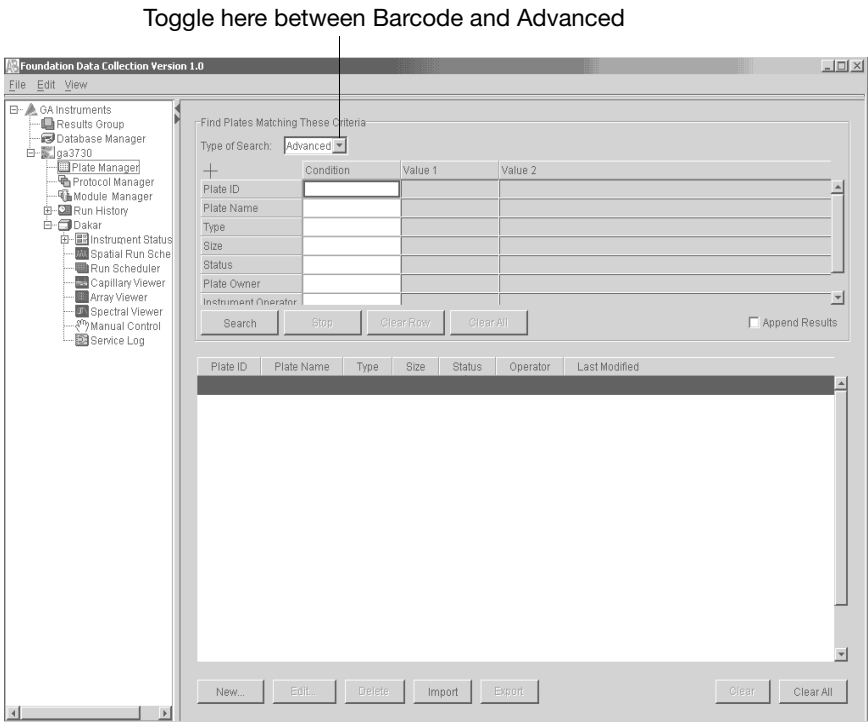 Toggle here between Barcode and Advanced
Foundation Data Collection Version 1.0
File Edit View
GA Instruments
Results Group
Database Manager
ga3730
Plate Manager
Protocol Manager
Module Manager
Run History
Dakar
Instrument Status
Spatial Run Sche
Run Scheduler
Capillary Viewer
Array Viewer
Spectral Viewer
Manual Control
Service Log
Find Plates Matching These Criteria
Type of Search: Advanced
Condition Value 1 Value 2
Plate ID
Plate Name
Type
Size
Status
Plate Owner
Instrument Operator
Search Stop Clear Row Clear All Append Results
Plate ID Plate Name Type Size Status Operator Last Modified
New... Edit... Delete Import Export Clear Clear All